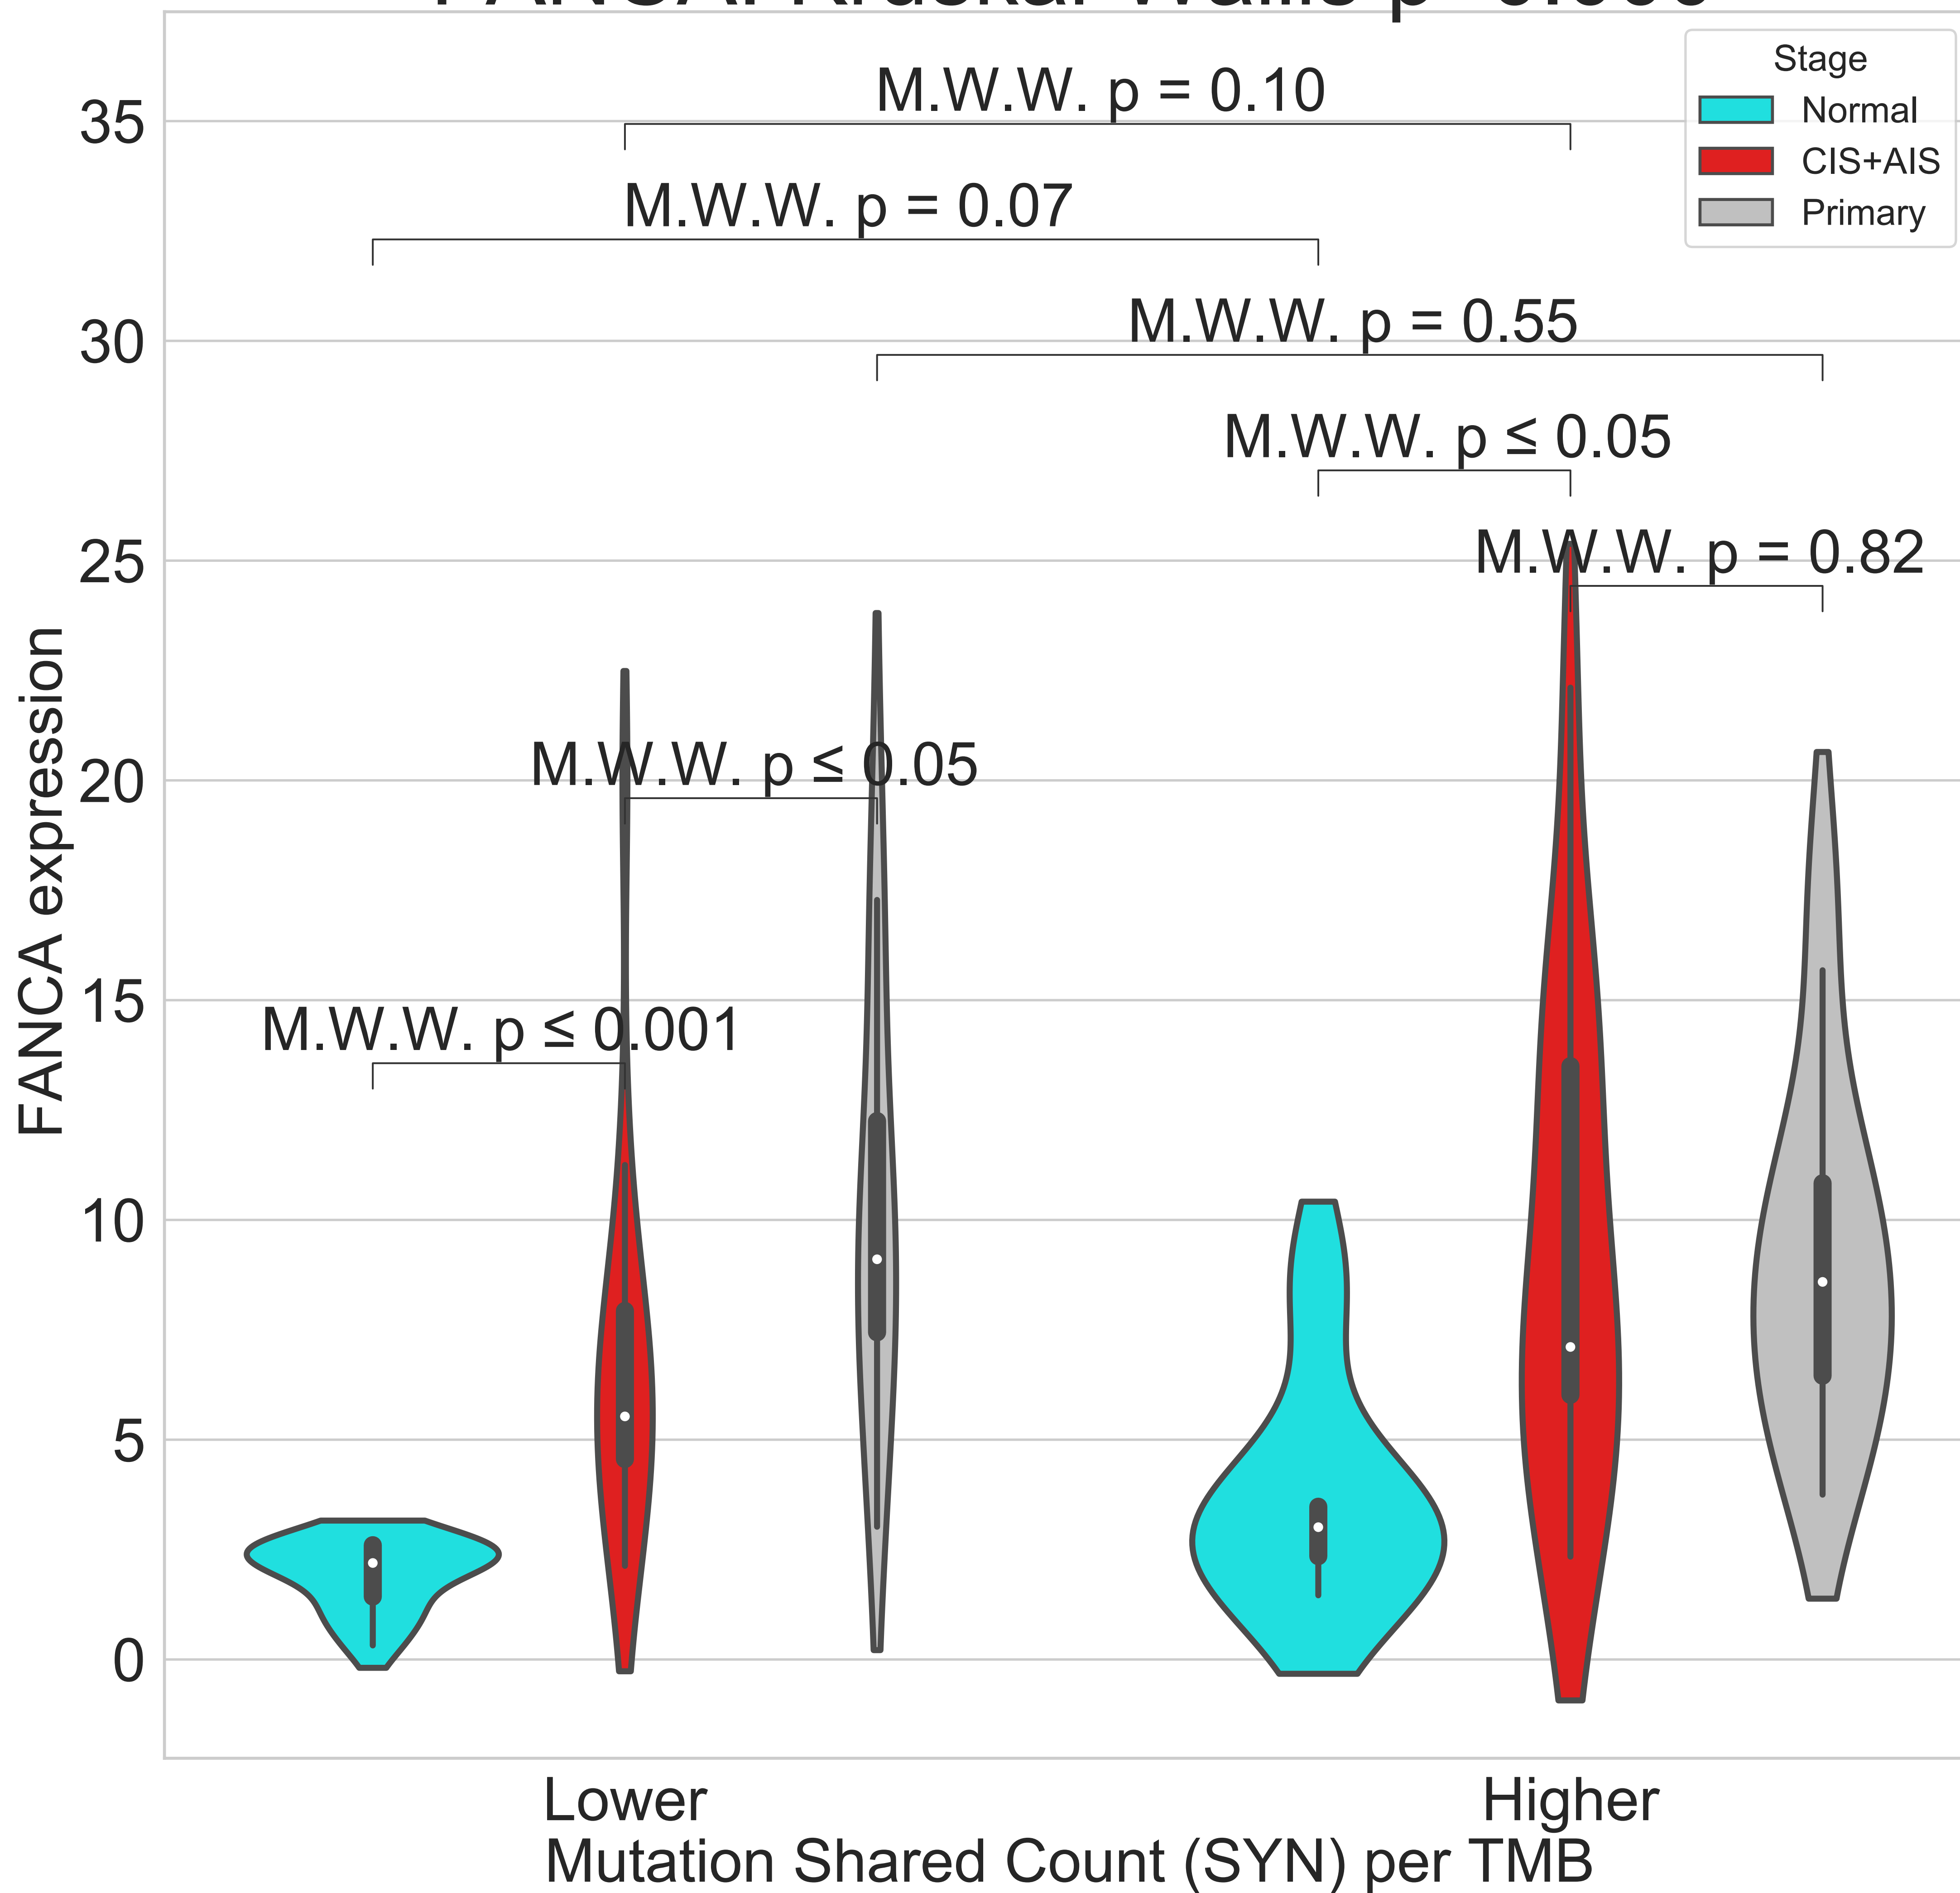 Stage
Normal
CIS+AIS
Primary
M.W.W. p = 0.10
M.W.W. p = 0.07
M.W.W. p = 0.55
M.W.W. p ≤ 0.05
M.W.W. p = 0.82
M.W.W. p ≤ 0.05
M.W.W. p ≤ 0.001
35
30
25
20
15
10
5
0
FANCA expression
Lower
Higher
Mutation Shared Count (SYN) per TMB